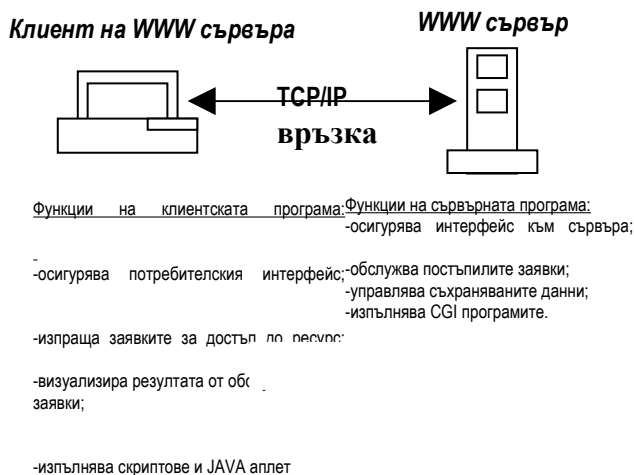 Клиент на WWW сървъра
WWW сървър
TCP/IP
връзка
Функции на клиентската програма:
-осигурява потребителския интерфейс;
-изпраща заявките за достъп до ресурс;
-визуализира резултата от
заявки;
-изпълнява скриптове и JAVA аплет
Функции на сървърната програма:
-осигурява интерфейс към сървъра;
-обслужва постъпилите заявки;
-управлява съхраняваните данни;
-изпълнява CGI програмите.